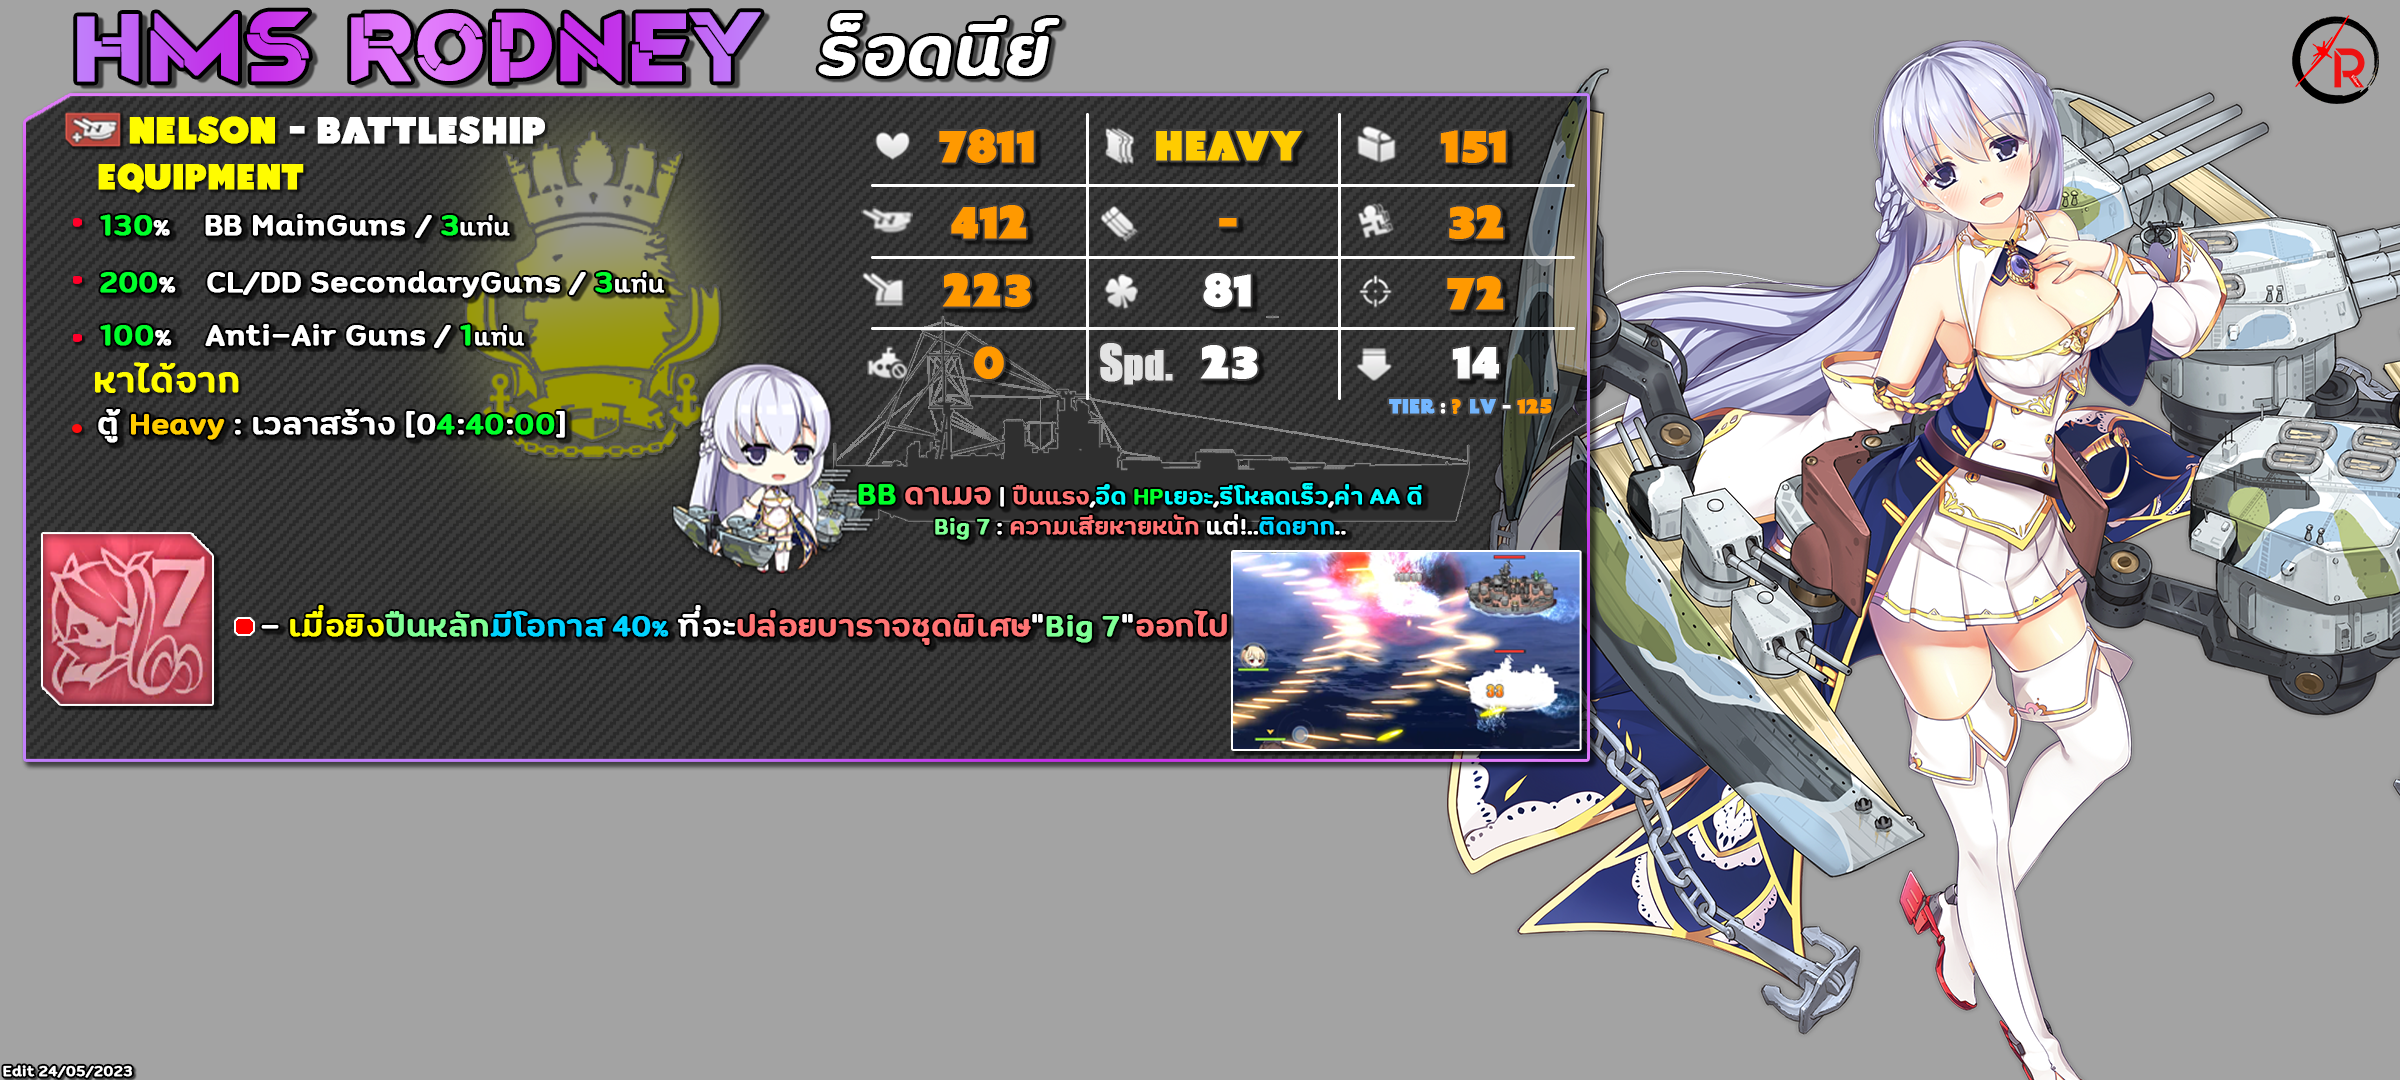 HMS RODNEY ร็อดนีย์
R
NELSON - BATTLESHIP
EQUIPMENT
130% BB MainGuns / 3แท่น
200% CL/DD SecondaryGuns / 3แท่น
100% Anti-Air Guns / 1แท่น
หาได้จาก
ตู้ Heavy : เวลาสร้าง [04:40:00]
7811 HEAVY 151
412 - 32
223 81 72
0 Spd. 23 14
TIER : ? LV - 125
BB ดาเมจ | ปืนแรง,อึด HPเยอะ,รีโหลดเร็ว,ค่า AA ดี
Big 7 : ความเสียหายหนัก แต่!..ติดยาก..
7
- เมื่อยิงปืนหลักมีโอกาส 40% ที่จะปล่อยบาราจชุดพิเศษ"Big 7"ออกไป
33
Edit 24/05/2023